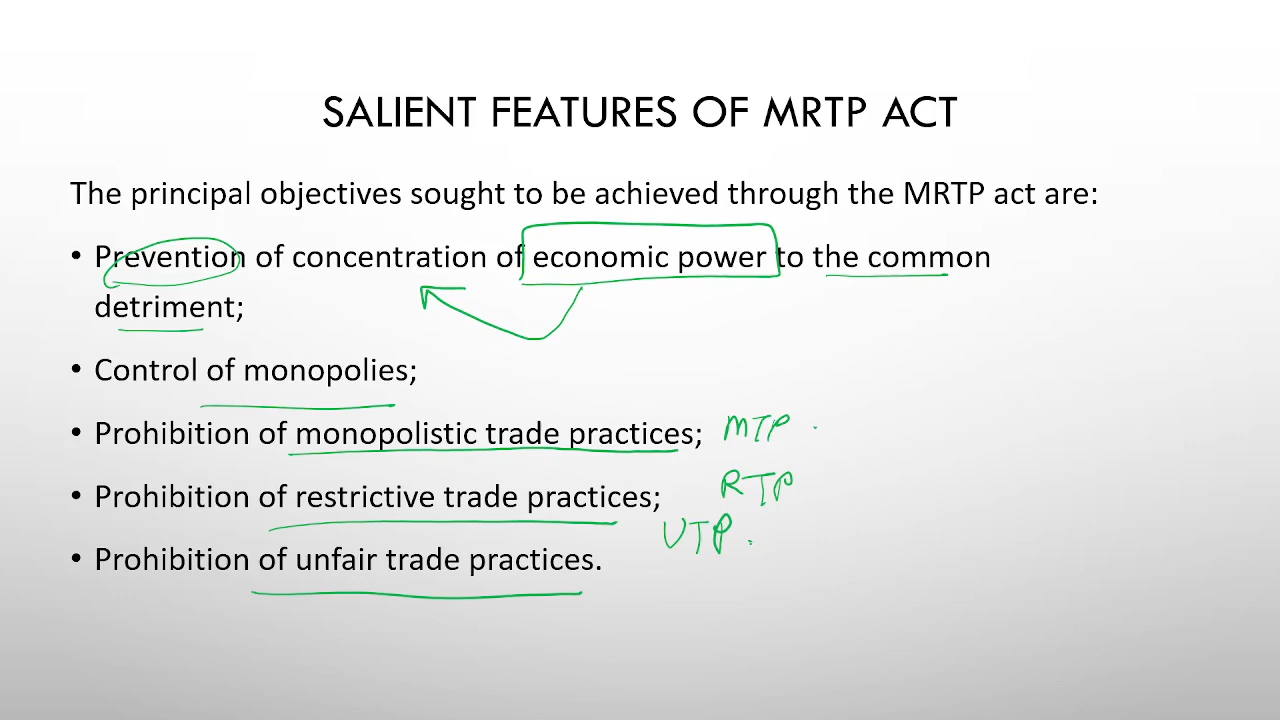 SALIENT FEATURES OF MRTP ACT
The principal objectives sought to be achieved through the MRTP act are:
• Prevention of concentration of economic power to the common
detriment;
• Control of monopolies;
• Prohibition of monopolistic trade practices; MTP
• Prohibition of restrictive trade practices; RTP
• Prohibition of unfair trade practices. UTP